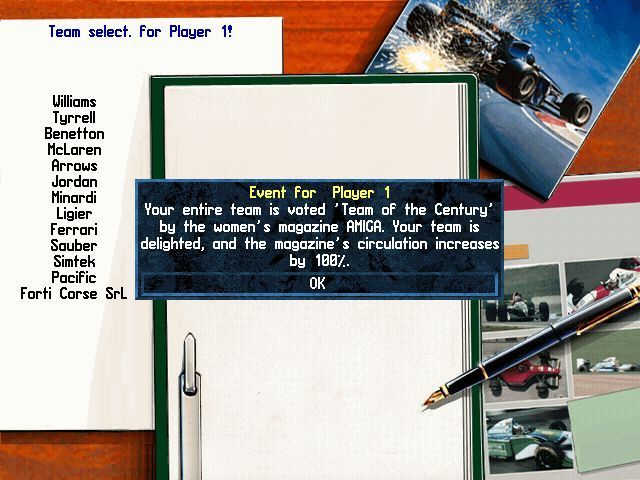 Team select. For Player 1!
Williams
Tyrrell
Benetton
McLaren
Arrows
Jordan
Minardi
Ligier
Ferrari
Sauber
Simtek
Pacific
Forti Corse SrL
Event for Player 1
Your entire team is voted 'Team of the Century'
by the women's magazine AMIGA. Your team is
delighted, and the magazine's circulation increases
by 100%.
OK